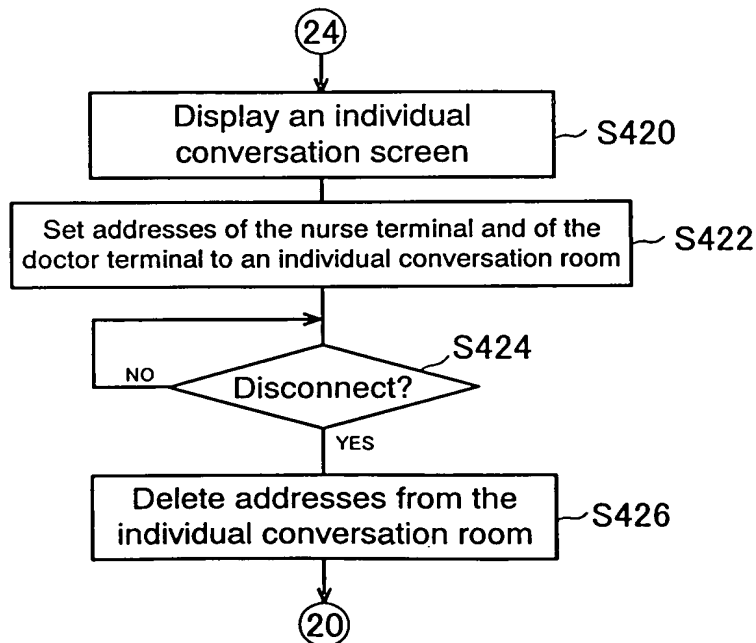 24
Display an individual
conversation screen
S420
Set addresses of the nurse terminal and of the
doctor terminal to an individual conversation room
S422
S424
Disconnect?
NO
YES
Delete addresses from the
individual conversation room
S426
20